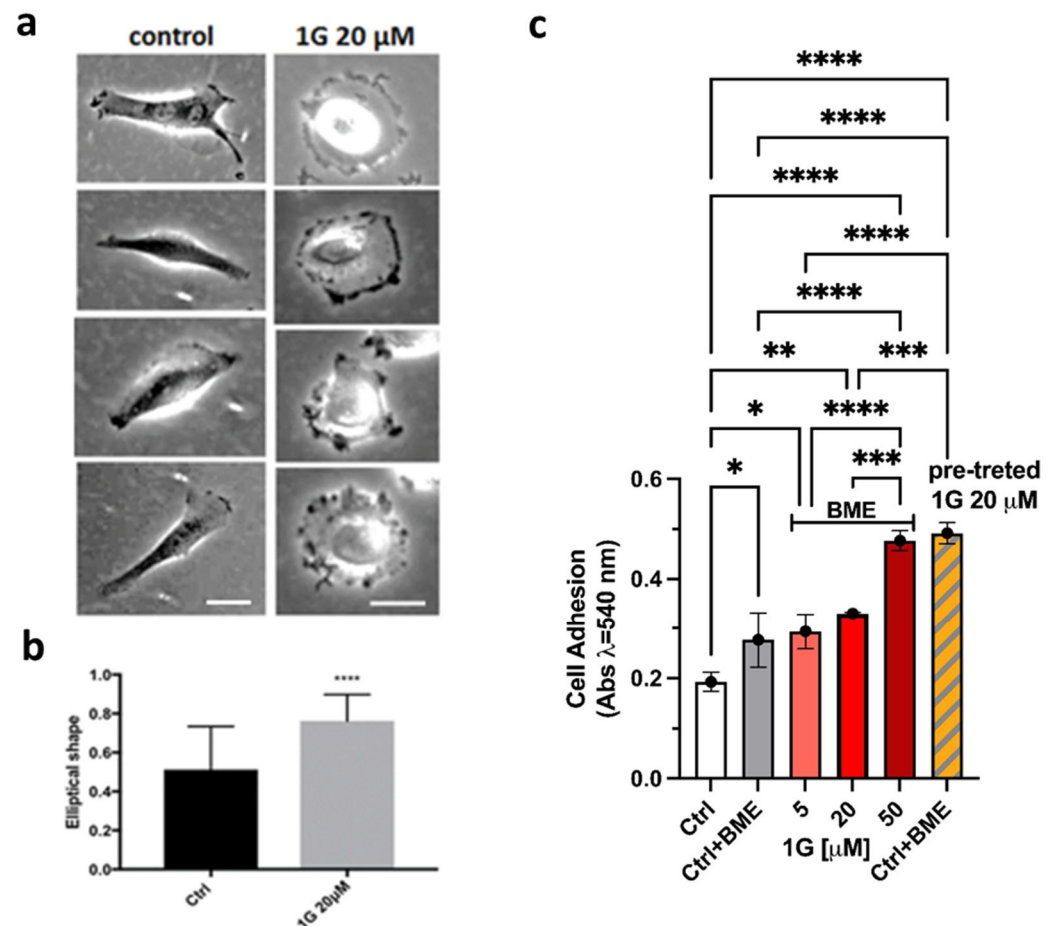 a
control
1G 20 μM
b
1.0
0.8
0.6
0.4
0.2
0.0
Elliptical shape
****
Ctrl
1G 20μM
c
****
****
****
****
****
** ***
* ****
* ***
pre-treted
1G 20 μM
BME
Cell Adhesion
(Abs λ=540 nm)
0.6
0.4
0.2
0.0
Ctrl
Ctrl+BME
5
20
50
Ctrl+BME
1G [μM]